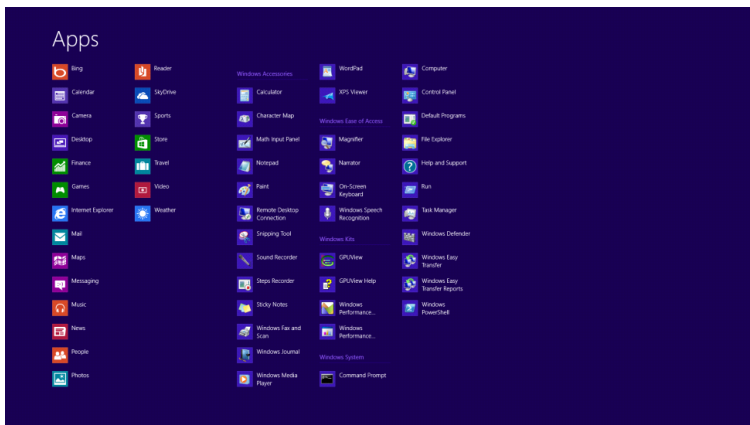 Apps
Bing
Calendar
Camera
Desktop
Finance
Games
Internet Explorer
Mail
Maps
Messaging
Music
News
People
Photos
Reader
SkyDrive
Sports
Store
Travel
Video
Weather
Windows Accessories
Calculator
Character Map
Math Input Panel
Notepad
Paint
Remote Desktop
Connection
Snipping Tool
Sound Recorder
Steps Recorder
Sticky Notes
Windows Fax and
Scan
Windows Journal
Windows Media
Player
WordPad
XPS Viewer
Windows Ease of Access
Magnifier
Narrator
On-Screen
Keyboard
Windows Speech
Recognition
Windows Kits
GPUView
GPUView Help
Windows
Performance...
Windows
Performance...
Windows System
Command Prompt
Computer
Control Panel
Default Programs
File Explorer
Help and Support
Run
Task Manager
Windows Defender
Windows Easy
Transfer
Windows Easy
Transfer Reports
Windows
PowerShell